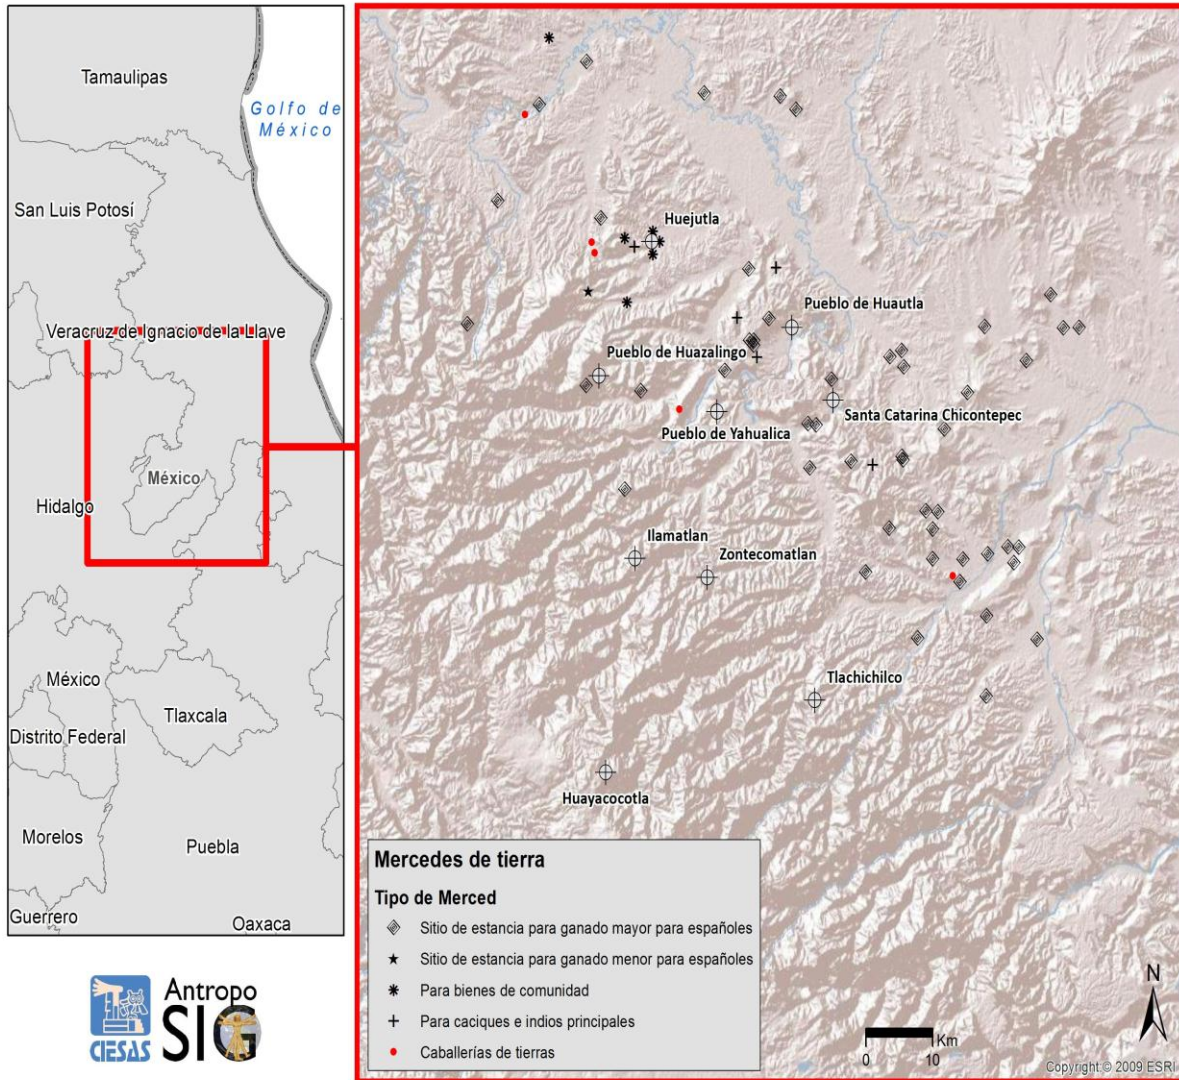 Tamaulipas
Golfo de
México
San Luis Potosí
Veracruz de Ignacio de la Llave
México
Hidalgo
México
Tlaxcala
Distrito Federal
Morelos
Puebla
Guerrero
Oaxaca
Huejutla
Pueblo de Huautla
Pueblo de Huazalingo
Santa Catarina Chicontepec
Pueblo de Yahualica
Ilamatlan
Zontecomatlan
Tlachichilco
Huayacocotla
Mercedes de tierra
Tipo de Merced
Sitio de estancia para ganado mayor para españoles
Sitio de estancia para ganado menor para españoles
Para bienes de comunidad
Para caciques e indios principales
Caballerías de tierras
N
Km
0 10
Copyright © 2009 ESRI
CIESAS
Antropo
SIG